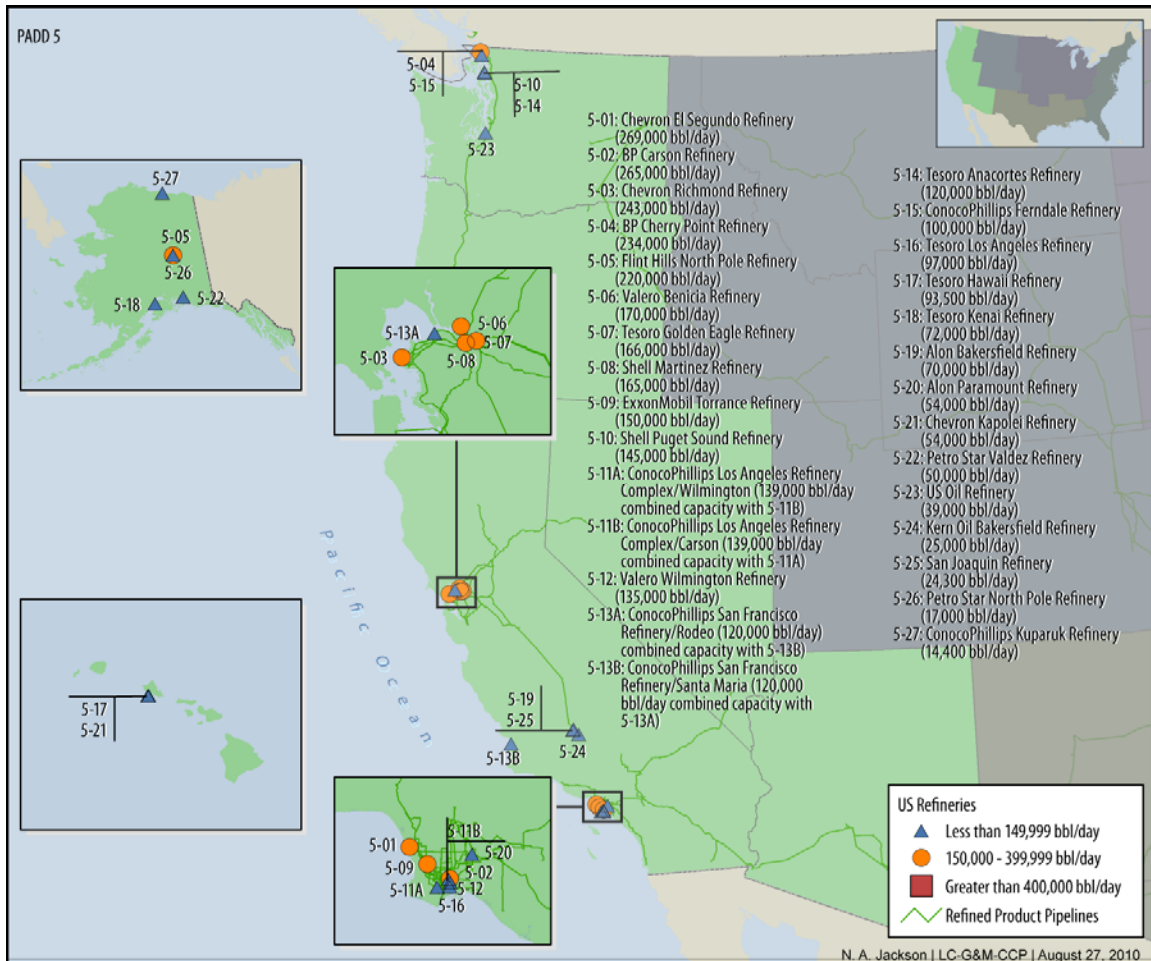 PADD 5
5-04
5-15
5-10
5-14
5-23
5-27
5-05
5-26
5-18
5-22
5-13A
5-06
5-07
5-03
5-08
5-01: Chevron El Segundo Refinery
(269,000 bbl/day)
5-02: BP Carson Refinery
(265,000 bbl/day)
5-03: Chevron Richmond Refinery
(243,000 bbl/day)
5-04: BP Cherry Point Refinery
(234,000 bbl/day)
5-05: Flint Hills North Pole Refinery
(220,000 bbl/day)
5-06: Valero Benicia Refinery
(170,000 bbl/day)
5-07: Tesoro Golden Eagle Refinery
(166,000 bbl/day)
5-08: Shell Martinez Refinery
(165,000 bbl/day)
5-09: ExxonMobil Torrance Refinery
(150,000 bbl/day)
5-10: Shell Puget Sound Refinery
(145,000 bbl/day)
5-11A: ConocoPhillips Los Angeles Refinery
Complex/Wilmington (139,000 bbl/day
combined capacity with 5-11B)
5-11B: ConocoPhillips Los Angeles Refinery
Complex/Carson (139,000 bbl/day
combined capacity with 5-11A)
5-12: Valero Wilmington Refinery
(135,000 bbl/day)
5-13A: ConocoPhillips San Francisco
Refinery/Rodeo (120,000 bbl/day)
combined capacity with 5-13B)
5-13B: ConocoPhillips San Francisco
Refinery/Santa Maria (120,000
bbl/day combined capacity with
5-13A)
5-14: Tesoro Anacortes Refinery
(120,000 bbl/day)
5-15: ConocoPhillips Ferndale Refinery
(100,000 bbl/day)
5-16: Tesoro Los Angeles Refinery
(97,000 bbl/day)
5-17: Tesoro Hawaii Refinery
(93,500 bbl/day)
5-18: Tesoro Kenai Refinery
(72,000 bbl/day)
5-19: Alon Bakersfield Refinery
(70,000 bbl/day)
5-20: Alon Paramount Refinery
(54,000 bbl/day)
5-21: Chevron Kapolei Refinery
(54,000 bbl/day)
5-22: Petro Star Valdez Refinery
(50,000 bbl/day)
5-23: US Oil Refinery
(39,000 bbl/day)
5-24: Kern Oil Bakersfield Refinery
(25,000 bbl/day)
5-25: San Joaquin Refinery
(24,300 bbl/day)
5-26: Petro Star North Pole Refinery
(17,000 bbl/day)
5-27: ConocoPhillips Kuparuk Refinery
(14,400 bbl/day)
Pacific Ocean
5-17
5-21
5-19
5-25
5-24
5-13B
5-11B
5-01
5-20
5-09
5-02
5-11A
5-12
5-16
US Refineries
Less than 149,999 bbl/day
150,000 - 399,999 bbl/day
Greater than 400,000 bbl/day
Refined Product Pipelines
N. A. Jackson | LC-G&M-CCP | August 27, 2010